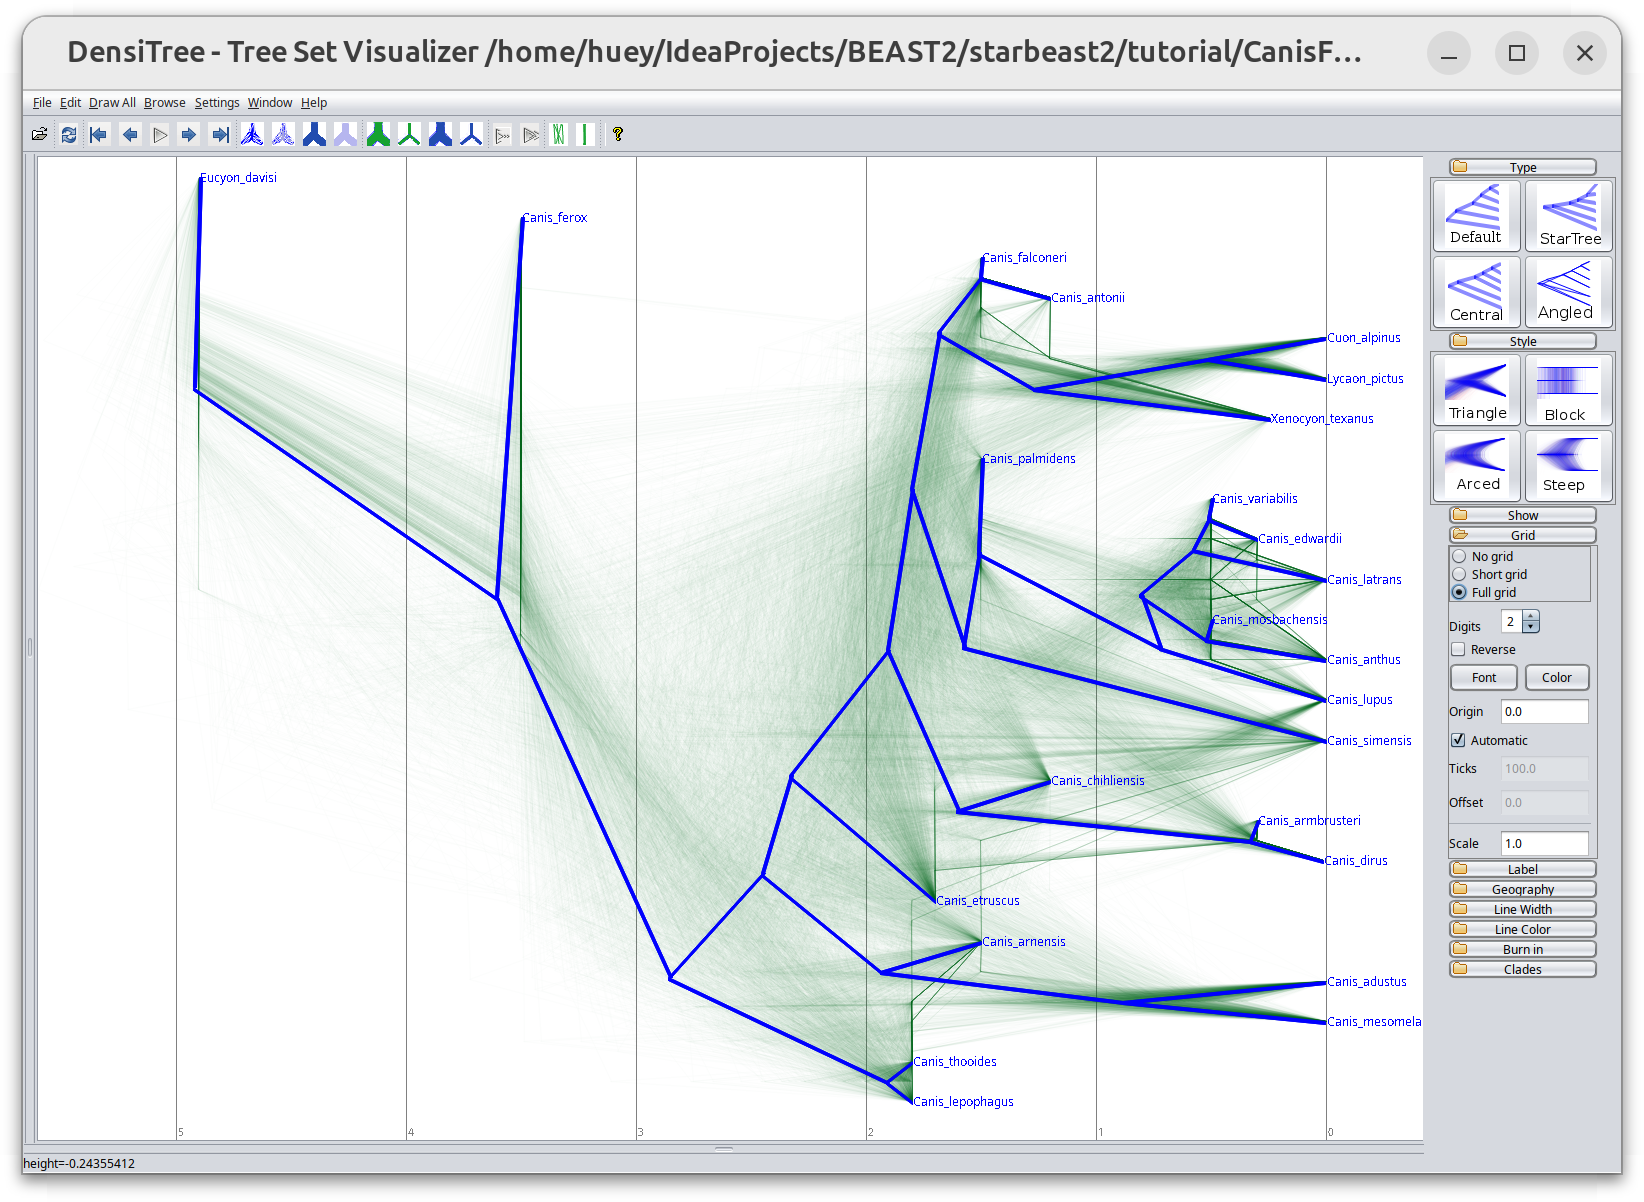 DensiTree - Tree Set Visualizer /home/huey/IdeaProjects/BEAST2/starbeast2/tutorial/CanisF...
File Edit Draw All Browse Settings Window Help
Eucyon_davisi
Canis_ferox
Canis_falconeri
Canis_antonii
Cuon_alpinus
Lycaon_pictus
Xenocyon_texanus
Canis_palmidens
Canis_variabilis
Canis_edwardii
Canis_latrans
Canis_mosbachensis
Canis_anthus
Canis_lupus
Canis_simensis
Canis_chihliensis
Canis_armbrusteri
Canis_dirus
Canis_etruscus
Canis_arnensis
Canis_adustus
Canis_mesomela
Canis_thooides
Canis_lepophagus
5 4 3 2 1 0
height=-0.24355412
Type
Default StarTree
Central Angled
Style
Triangle Block
Arced Steep
Show
Grid
No grid
Short grid
Full grid
Digits 2
Reverse
Font Color
Origin 0.0
Automatic
Ticks 100.0
Offset 0.0
Scale 1.0
Label
Geography
Line Width
Line Color
Burn in
Clades